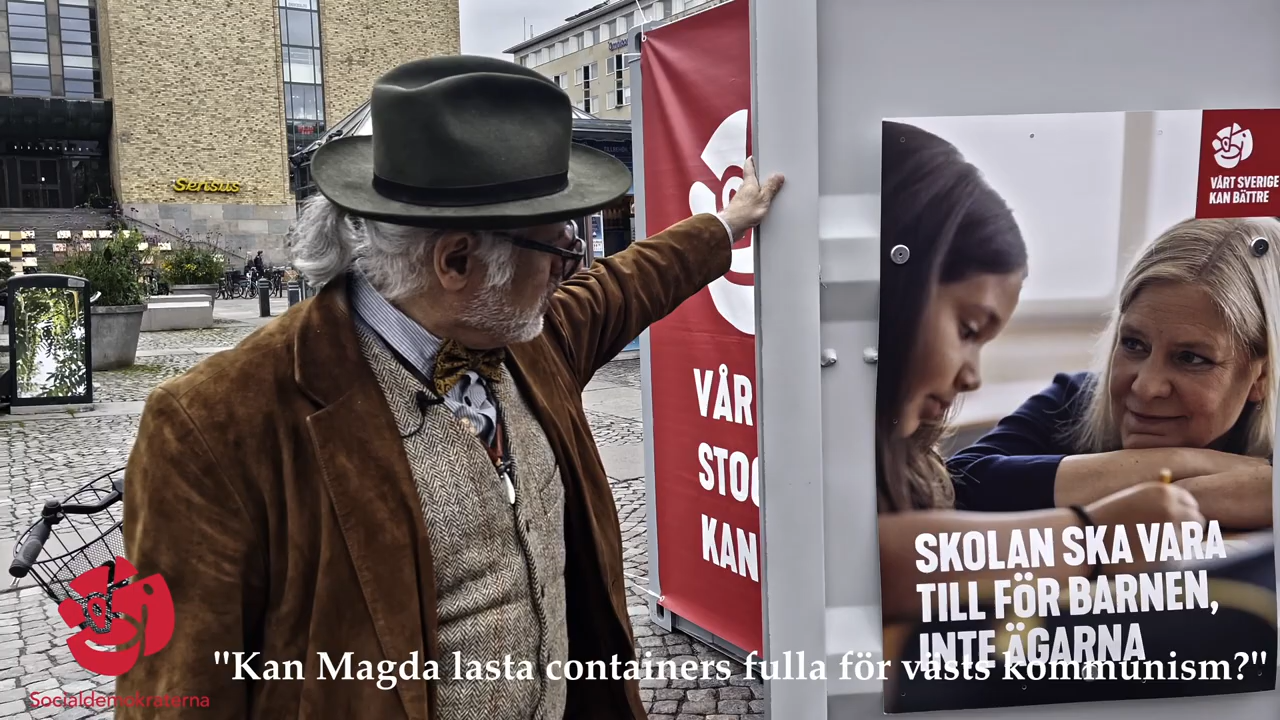 Sensus
VÅR
STOC
KAN
VÅRT SVERIGE
KAN BÄTTRE
SKOLAN SKA VARA
TILL FÖR BARNEN,
INTE ÄGARNA
"Kan Magda lasta containers fulla för västs kommunism?"
Socialdemokraterna